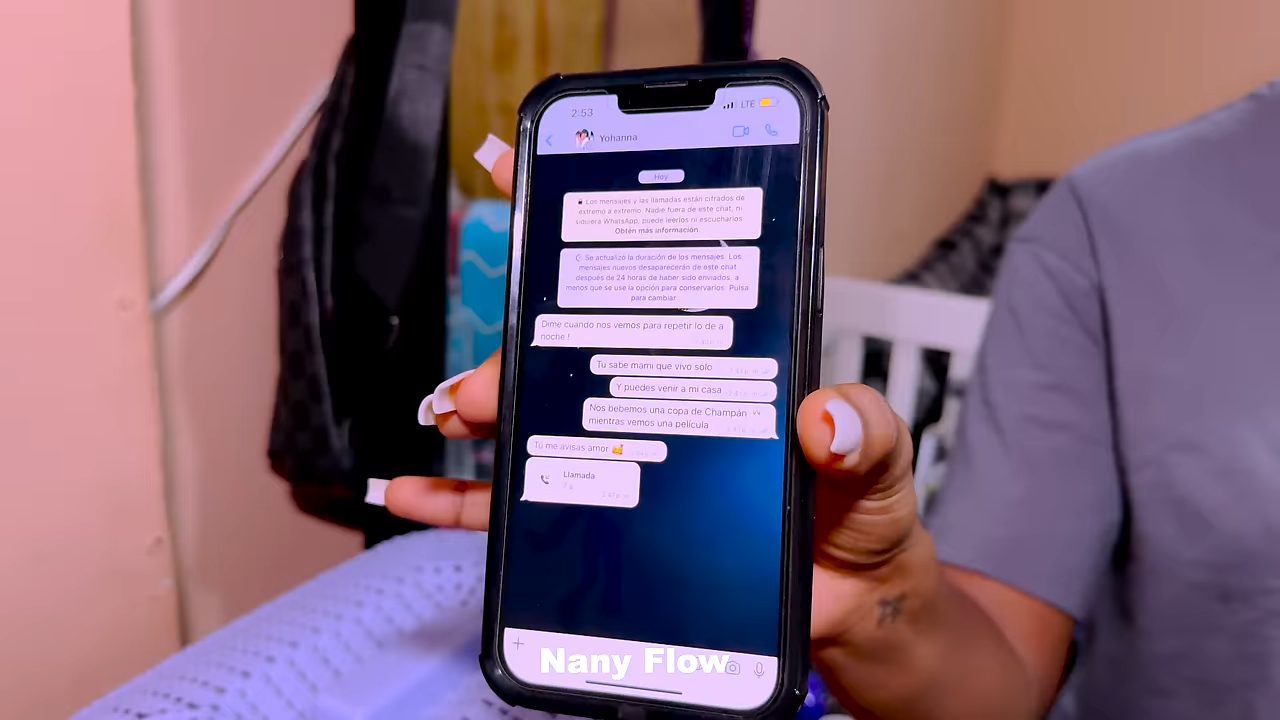 2:53
LTE
Yohanna
Hoy
Los mensajes y las llamadas están cifrados de
extremo a extremo. Nadie fuera de este chat, ni
siquiera WhatsApp, puede leerlos ni escucharlos.
Obtén más información.
Se actualizó la duración de los mensajes. Los
mensajes nuevos desaparecerán de este chat
después de 24 horas de haber sido enviados, a
menos que se use la opción para conservarlos. Pulsa
para cambiar
Dime cuando nos vemos para repetir lo de a
noche !
Tu sabe mami que vivo solo
Y puedes venir a mi casa
Nos bebemos una copa de Champán
mientras vemos una película
Tú me avisas amor
Llamada
Nany Flow